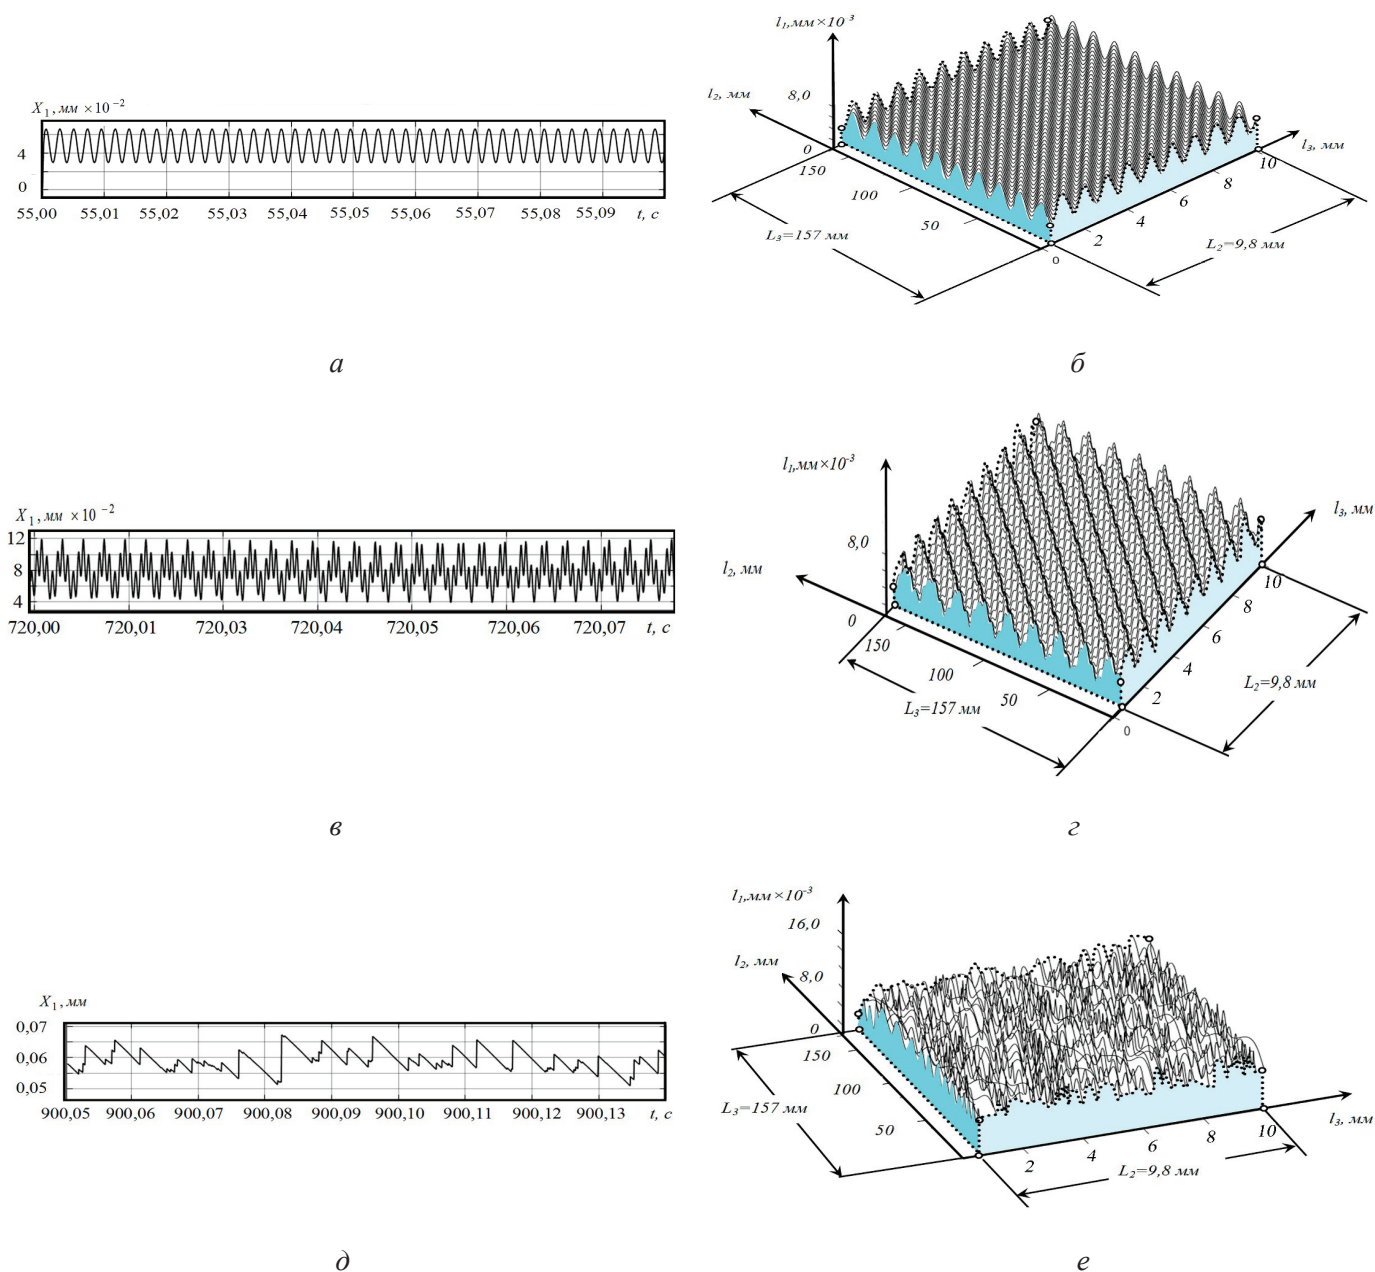 X₁, мм ×10⁻²
4
0
55,00 55,01 55,02 55,03 55,04 55,05 55,06 55,07 55,08 55,09 t, с
а
l₁,мм×10⁻³
l₂, мм
8,0
0
150
100
50
0
2
4
6
8
10
l₃, мм
L₃=157 мм
L₂=9,8 мм
б
X₁, мм ×10⁻²
12
8
4
720,00 720,01 720,03 720,04 720,05 720,06 720,07 t, с
в
l₁,мм×10⁻³
l₃, мм
8,0
l₂, мм
0
150
100
50
0
2
4
6
8
10
L₃=157 мм
L₂=9,8 мм
г
X₁, мм
0,07
0,06
0,05
900,05 900,06 900,07 900,08 900,09 900,10 900,11 900,12 900,13 t, с
д
l₁,мм×10⁻³
16,0
l₂, мм
8,0
0
150
100
50
2
4
6
8
10
l₃, мм
L₃=157 мм
L₂=9,8 мм
е